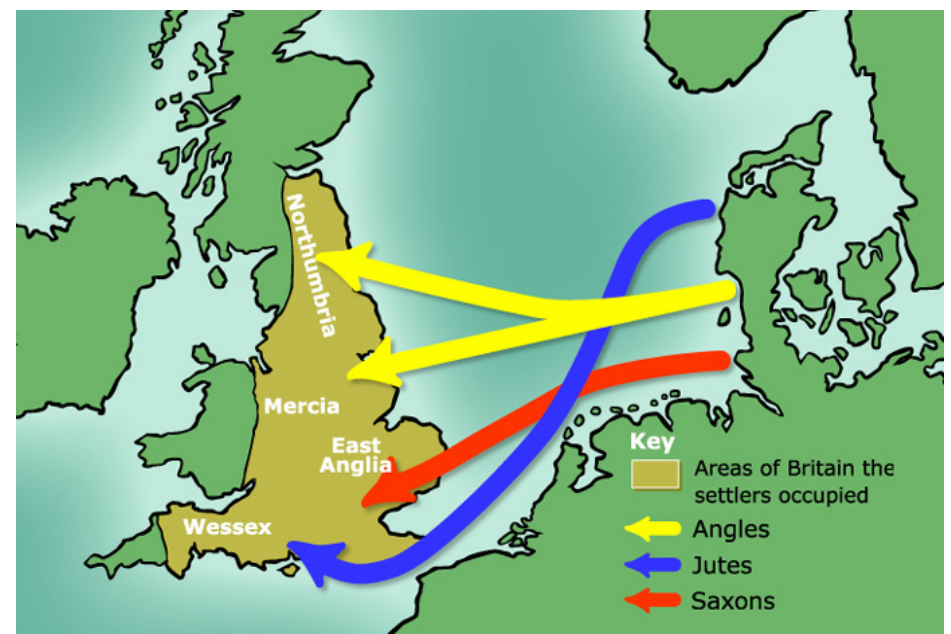 Northumbria
Mercia
East
Anglia
Wessex
Key
Areas of Britain the
settlers occupied
Angles
Jutes
Saxons